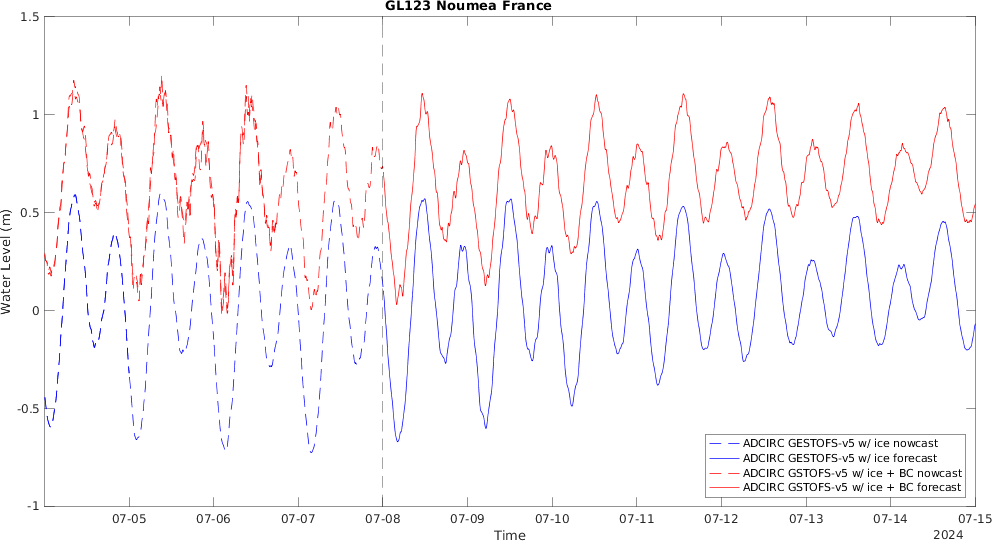 GL123 Noumea France
1.5
1
0.5
0
-0.5
-1
Water Level (m)
07-05 07-06 07-07 07-08 07-09 07-10 07-11 07-12 07-13 07-14 07-15
Time
2024
ADCIRC GESTOFS-v5 w/ ice nowcast
ADCIRC GESTOFS-v5 w/ ice forecast
ADCIRC GSTOFS-v5 w/ ice + BC nowcast
ADCIRC GSTOFS-v5 w/ ice + BC forecast